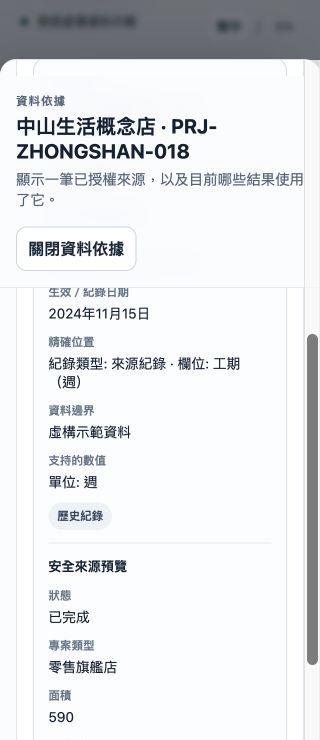 資料依據
中山生活概念店 · PRJ-
ZHONGSHAN-018
顯示一筆已授權來源，以及目前哪些結果使用
了它。
關閉資料依據
生效 / 紀錄日期
2024年11月15日
精確位置
紀錄類型: 來源紀錄 · 欄位: 工期
（週）
資料邊界
虛構示範資料
支持的數值
單位: 週
歷史紀錄
安全來源預覽
狀態
已完成
專案類型
零售旗艦店
面積
590